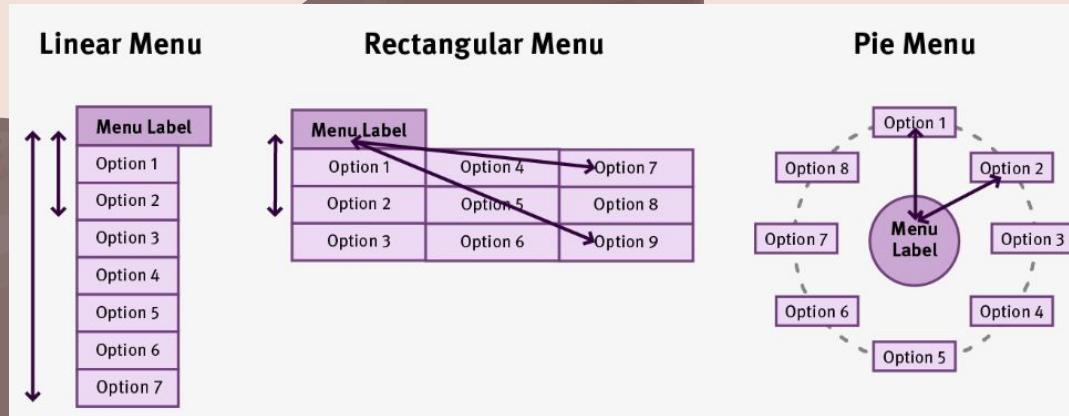 Linear Menu
Menu Label
Option 1
Option 2
Option 3
Option 4
Option 5
Option 6
Option 7
Rectangular Menu
Menu Label
Option 1 Option 4 Option 7
Option 2 Option 5 Option 8
Option 3 Option 6 Option 9
Pie Menu
Option 1
Option 8 Option 2
Option 7 Menu Label Option 3
Option 6 Option 4
Option 5